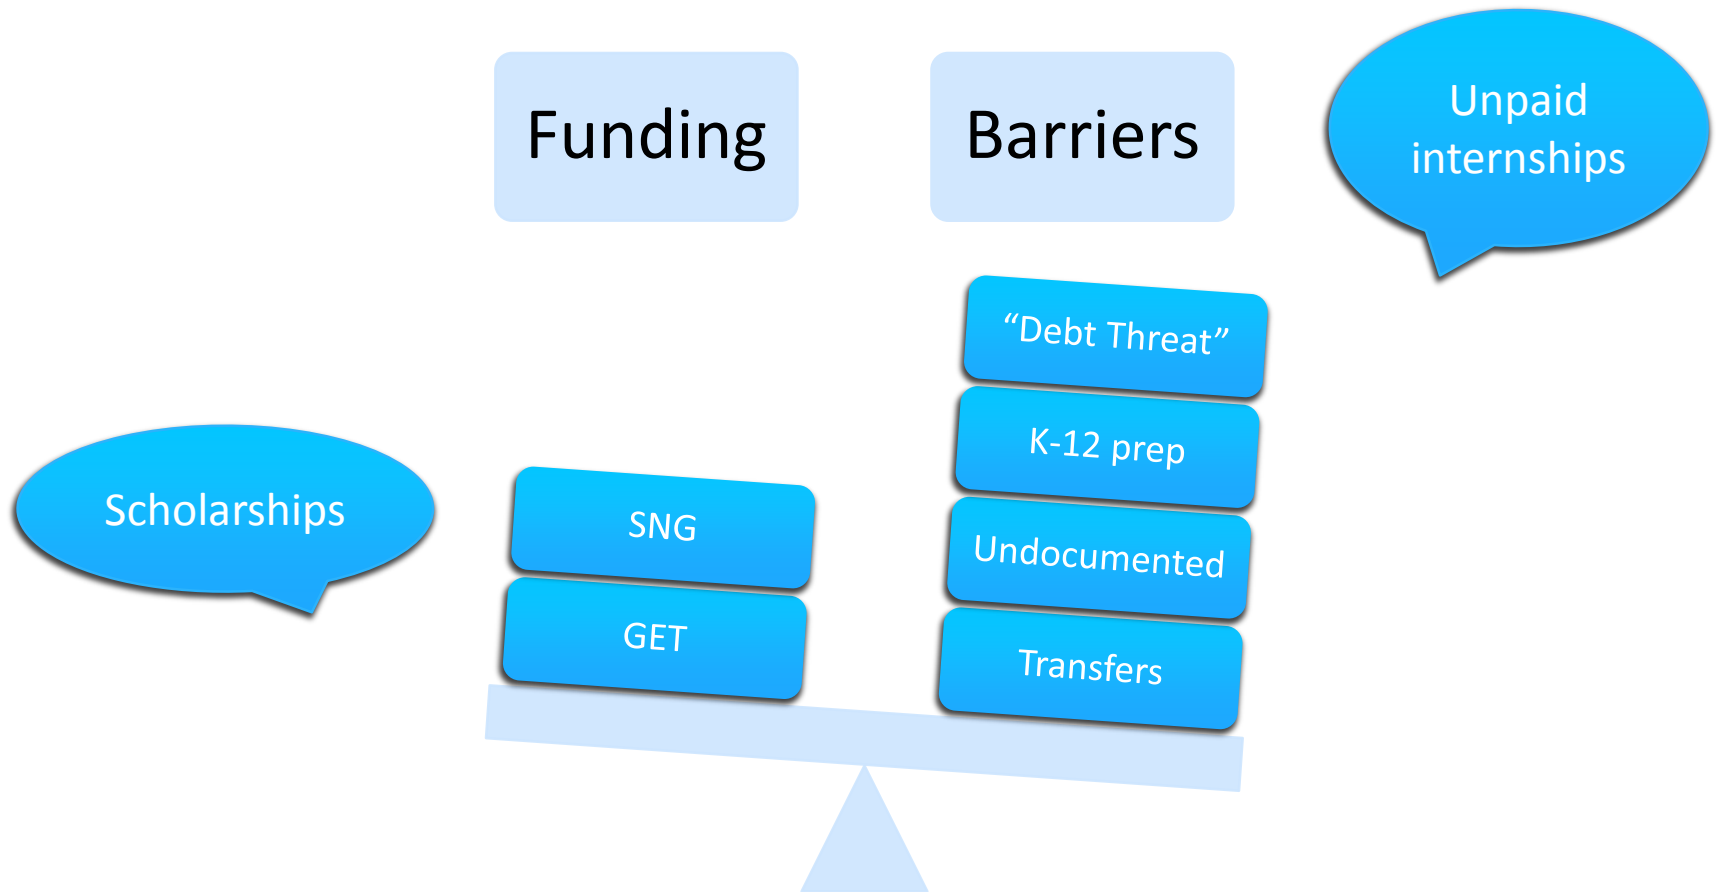 Funding
Barriers
Unpaid
internships
“Debt Threat”
K-12 prep
Undocumented
Transfers
Scholarships
SNG
GET